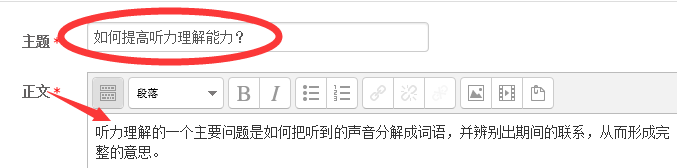 主题* 如何提高听力理解能力?
正文*
段落 B I
听力理解的一个主要问题是如何把听到的声音分解成词语，并辨别出期间的联系，从而形成完
整的意思。